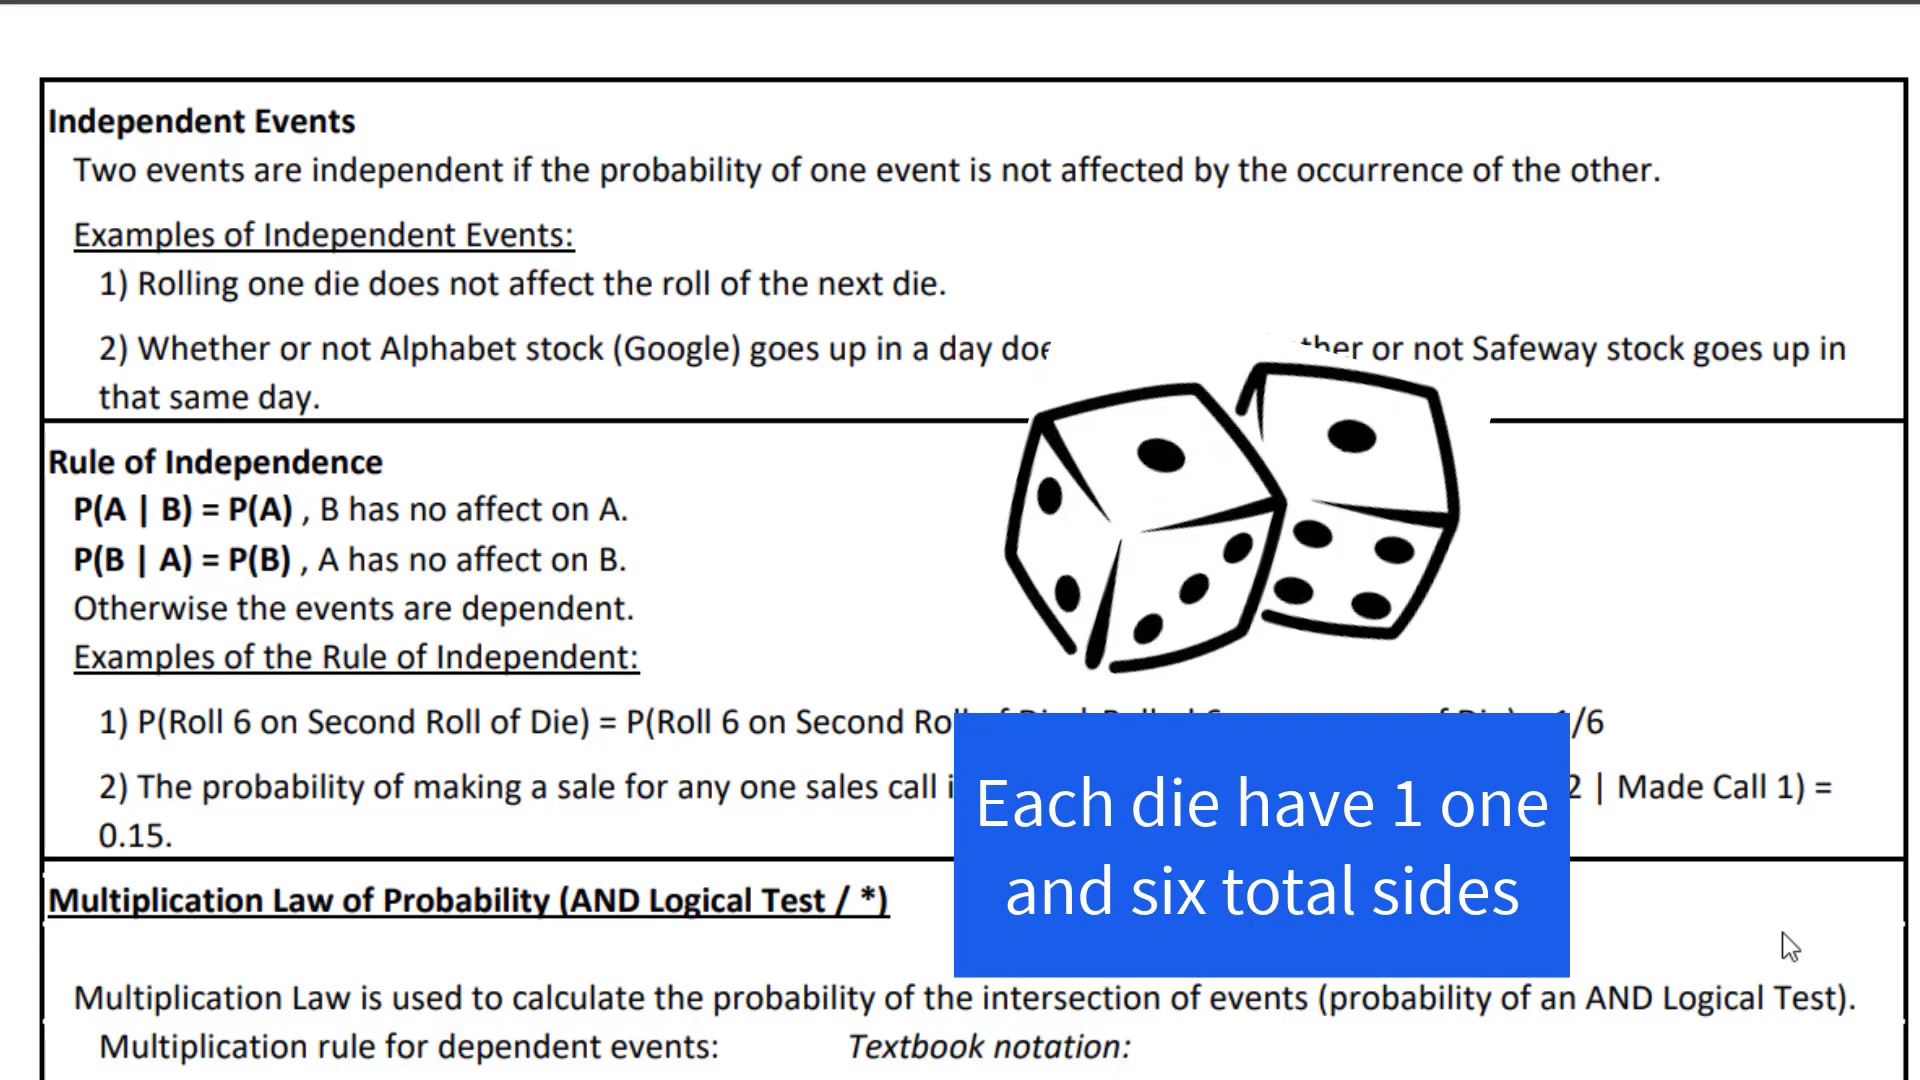 Independent Events
Two events are independent if the probability of one event is not affected by the occurrence of the other.
Examples of Independent Events:
1) Rolling one die does not affect the roll of the next die.
2) Whether or not Alphabet stock (Google) goes up in a day or not Safeway stock goes up in
that same day.
Rule of Independence
P(A | B) = P(A) , B has no affect on A.
P(B | A) = P(B) , A has no affect on B.
Otherwise the events are dependent.
Examples of the Rule of Independent:
1) P(Roll 6 on Second Roll of Die) = P(Roll 6 on Second 1/6
2) The probability of making a sale for any one sales call 2 | Made Call 1) =
0.15.
Each die have 1 one
and six total sides
Multiplication Law of Probability (AND Logical Test / *)
Multiplication Law is used to calculate the probability of the intersection of events (probability of an AND Logical Test).
Multiplication rule for dependent events: Textbook notation: